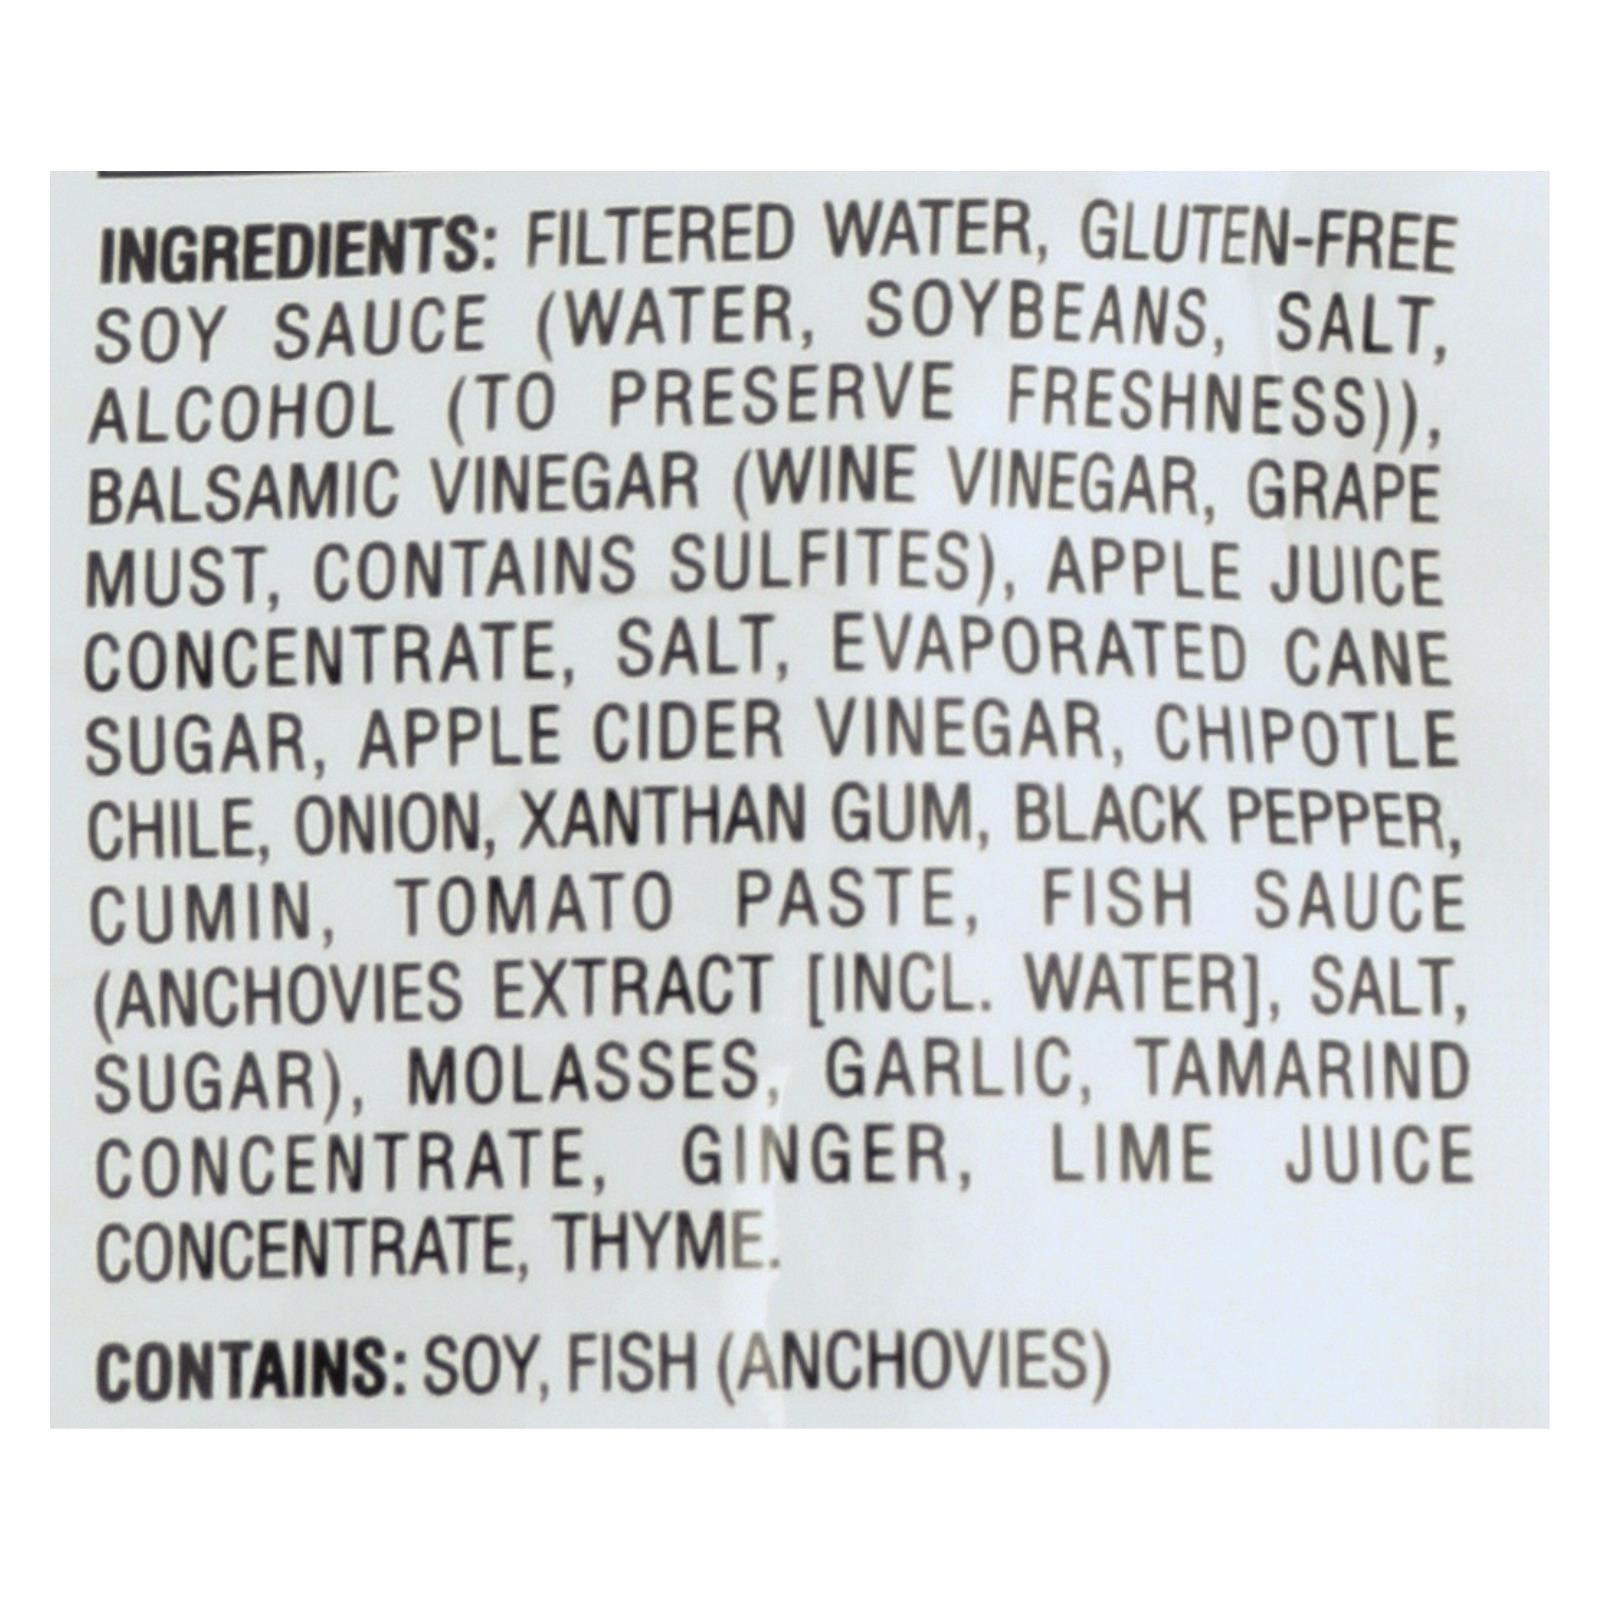 INGREDIENTS: FILTERED WATER, GLUTEN-FREE
SOY SAUCE (WATER, SOYBEANS, SALT,
ALCOHOL (TO PRESERVE FRESHNESS)),
BALSAMIC VINEGAR (WINE VINEGAR, GRAPE
MUST, CONTAINS SULFITES), APPLE JUICE
CONCENTRATE, SALT, EVAPORATED CANE
SUGAR, APPLE CIDER VINEGAR, CHIPOTLE
CHILE, ONION, XANTHAN GUM, BLACK PEPPER,
CUMIN, TOMATO PASTE, FISH SAUCE
(ANCHOVIES EXTRACT [INCL. WATER], SALT,
SUGAR), MOLASSES, GARLIC, TAMARIND
CONCENTRATE, GINGER, LIME JUICE
CONCENTRATE, THYME.
CONTAINS: SOY, FISH (ANCHOVIES)